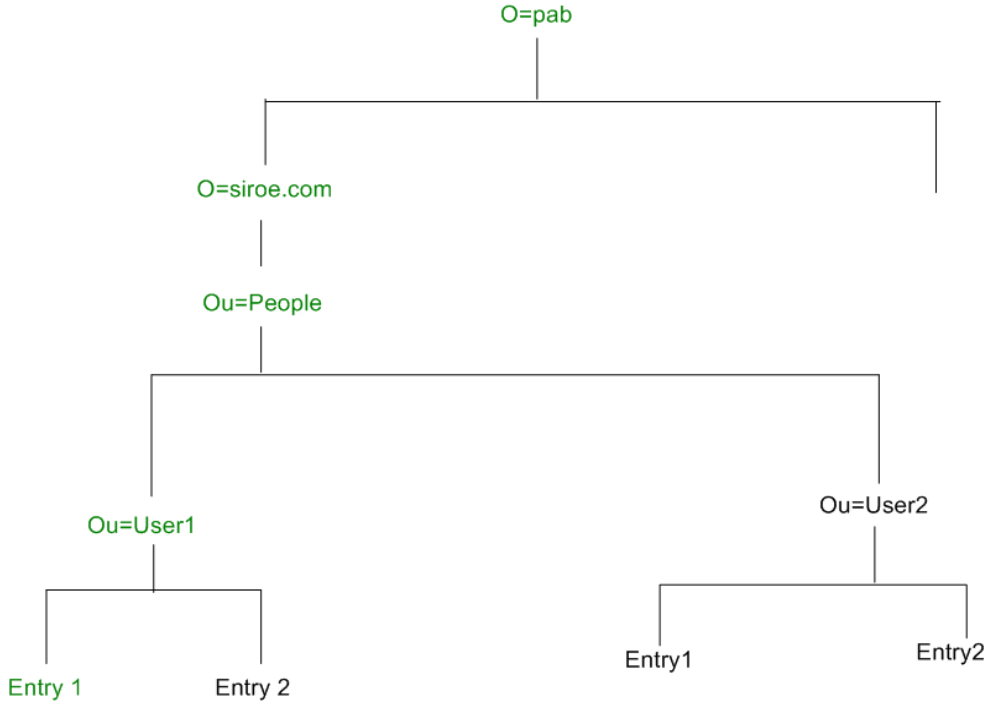 O=pab
O=siroe.com
Ou=People
Ou=User1
Ou=User2
Entry 1
Entry 2
Entry1
Entry2